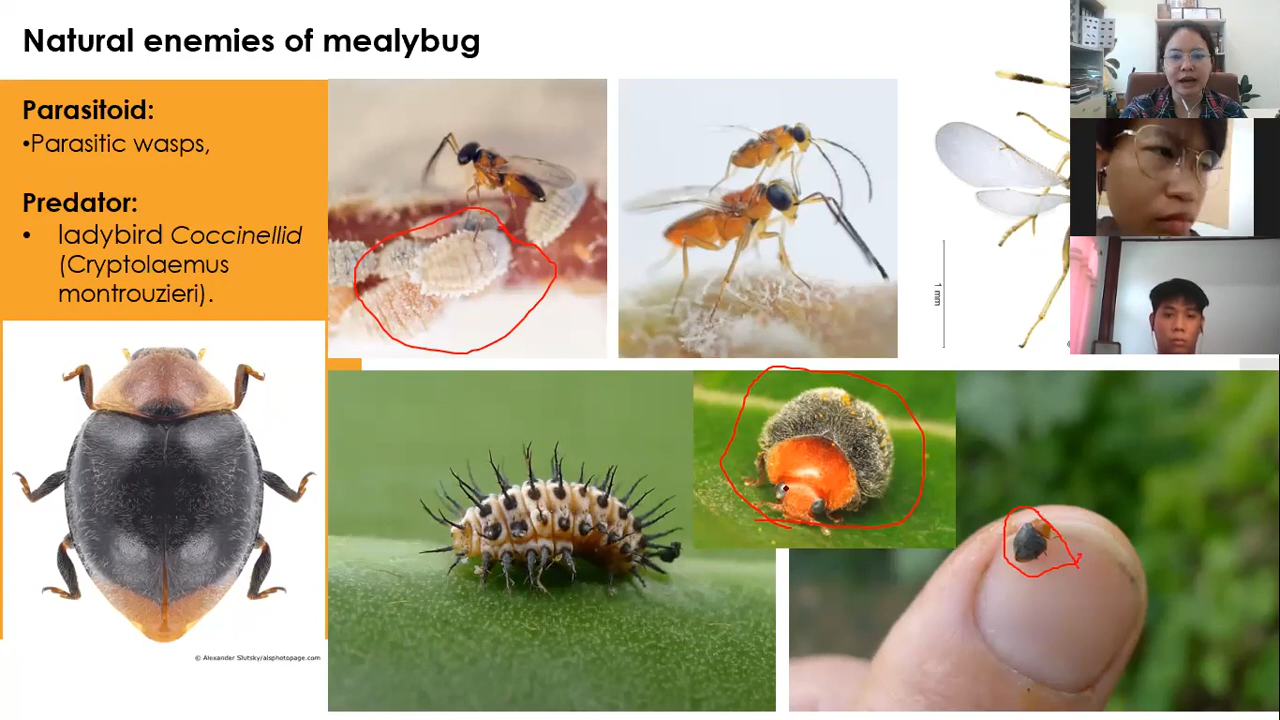 Natural enemies of mealybug
Parasitoid:
•Parasitic wasps,
Predator:
• ladybird Coccinellid
(Cryptolaemus
montrouzieri).
1 mm
© Alexander Slutsky/alsphotopage.com